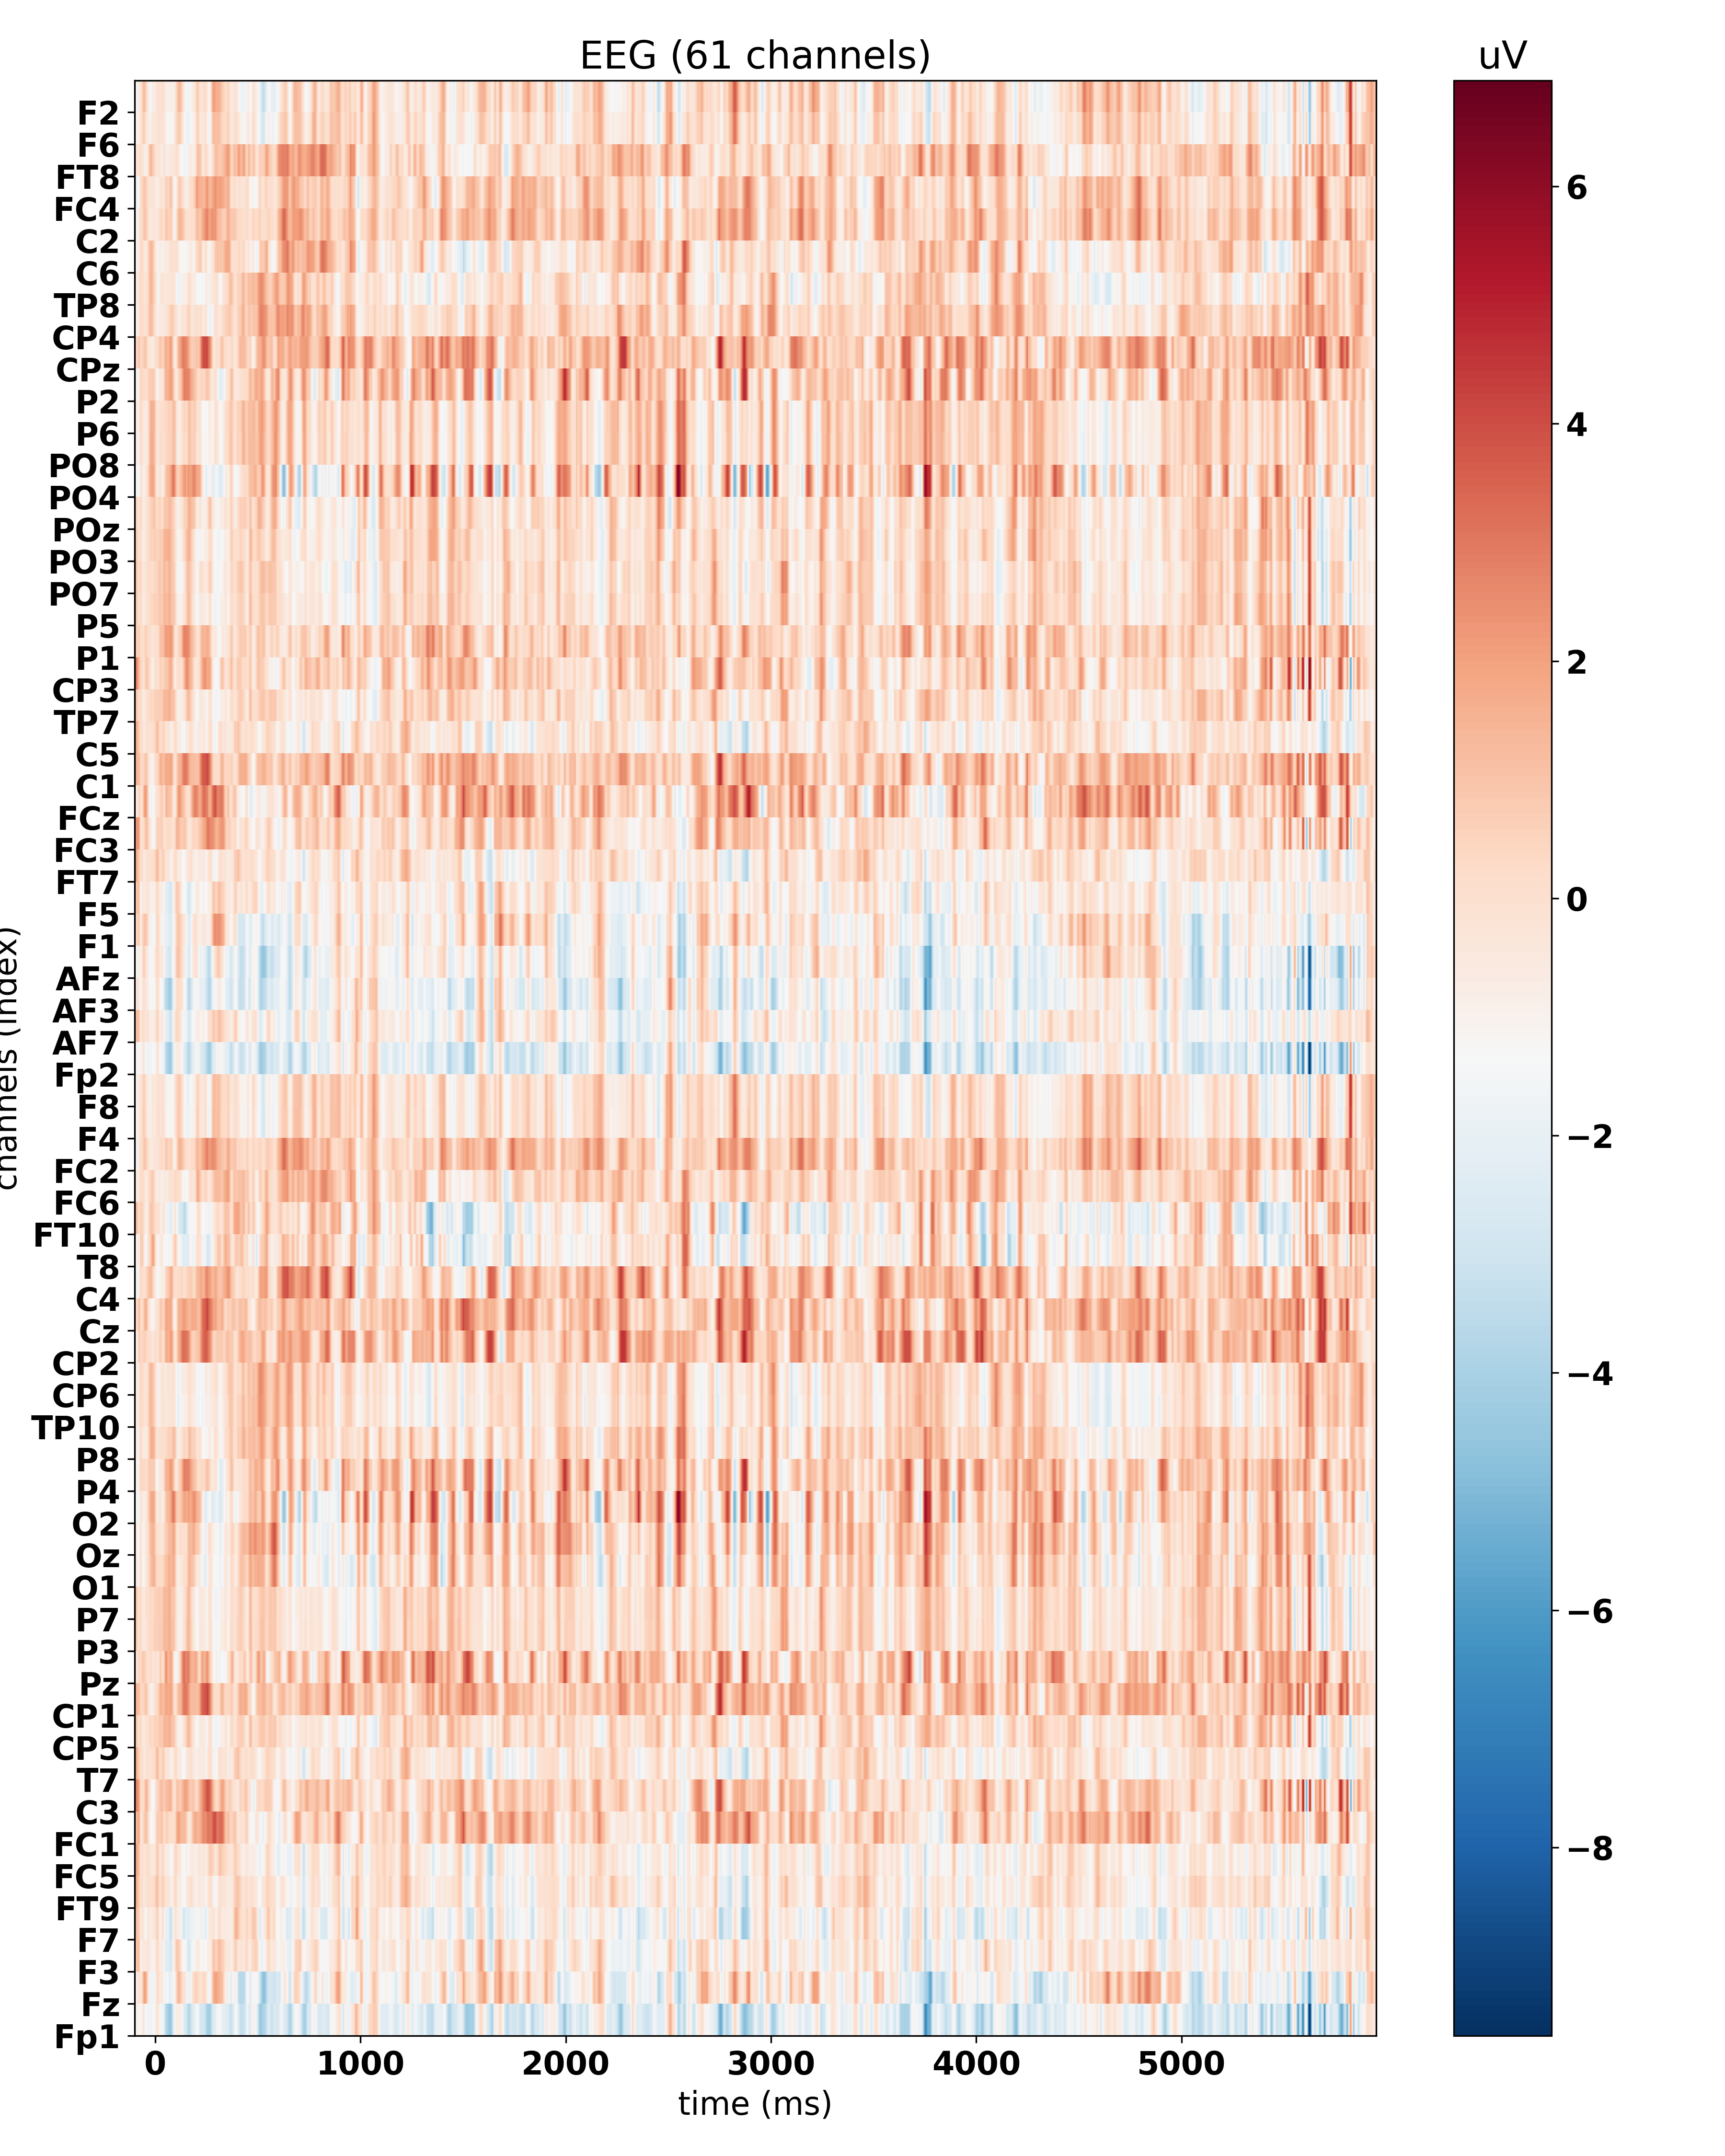 EEG (61 channels)
uV
F2
F6
FT8
FC4
C2
C6
TP8
CP4
CPz
P2
P6
PO8
PO4
POz
PO3
PO7
P5
P1
CP3
TP7
C5
C1
FCz
FC3
FT7
F5
F1
AFz
AF3
AF7
Fp2
F8
F4
FC2
FC6
FT10
T8
C4
Cz
CP2
CP6
TP10
P8
P4
O2
Oz
O1
P7
P3
Pz
CP1
CP5
T7
C3
FC1
FC5
FT9
F7
F3
Fz
Fp1
channels (index)
0 1000 2000 3000 4000 5000
time (ms)
6
4
2
0
−2
−4
−6
−8